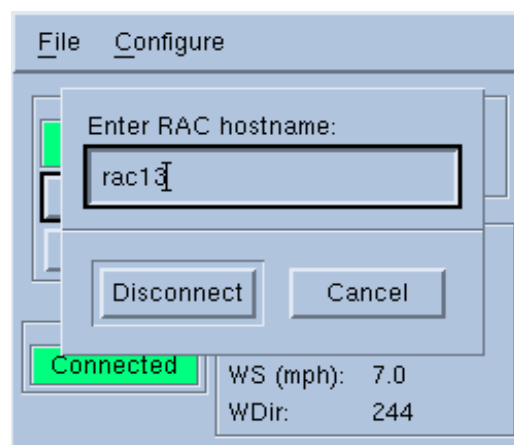 File Configure
Enter RAC hostname:
rac13
Disconnect Cancel
Connected
WS (mph): 7.0
WDir: 244